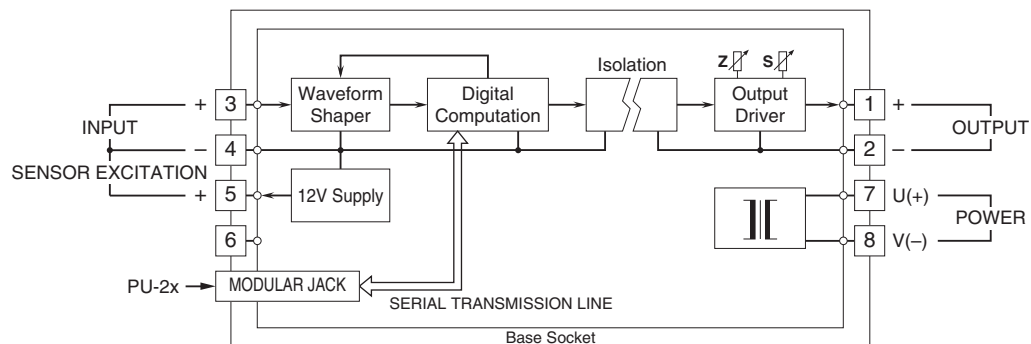 Z S
Isolation
Waveform
Shaper
Digital
Computation
Output
Driver
+ 3
1 +
INPUT
OUTPUT
– 4
2 –
SENSOR EXCITATION
+ 5
12V Supply
7 U(+)
POWER
6
8 V(–)
PU-2x
MODULAR JACK
SERIAL TRANSMISSION LINE
Base Socket